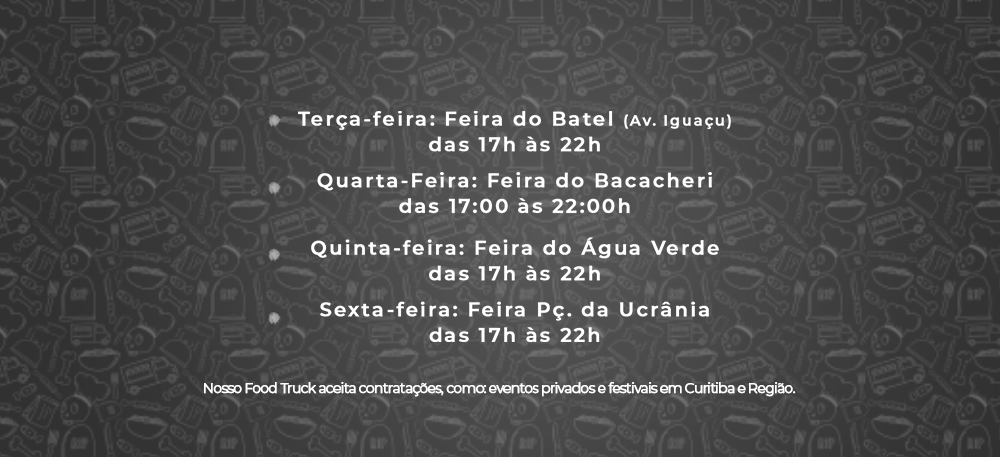 Terça-feira: Feira do Batel (Av. Iguaçu)
das 17h às 22h
Quarta-Feira: Feira do Bacacheri
das 17:00 às 22:00h
Quinta-feira: Feira do Água Verde
das 17h às 22h
Sexta-feira: Feira Pç. da Ucrânia
das 17h às 22h
Nosso Food Truck aceita contratações, como: eventos privados e festivais em Curitiba e Região.